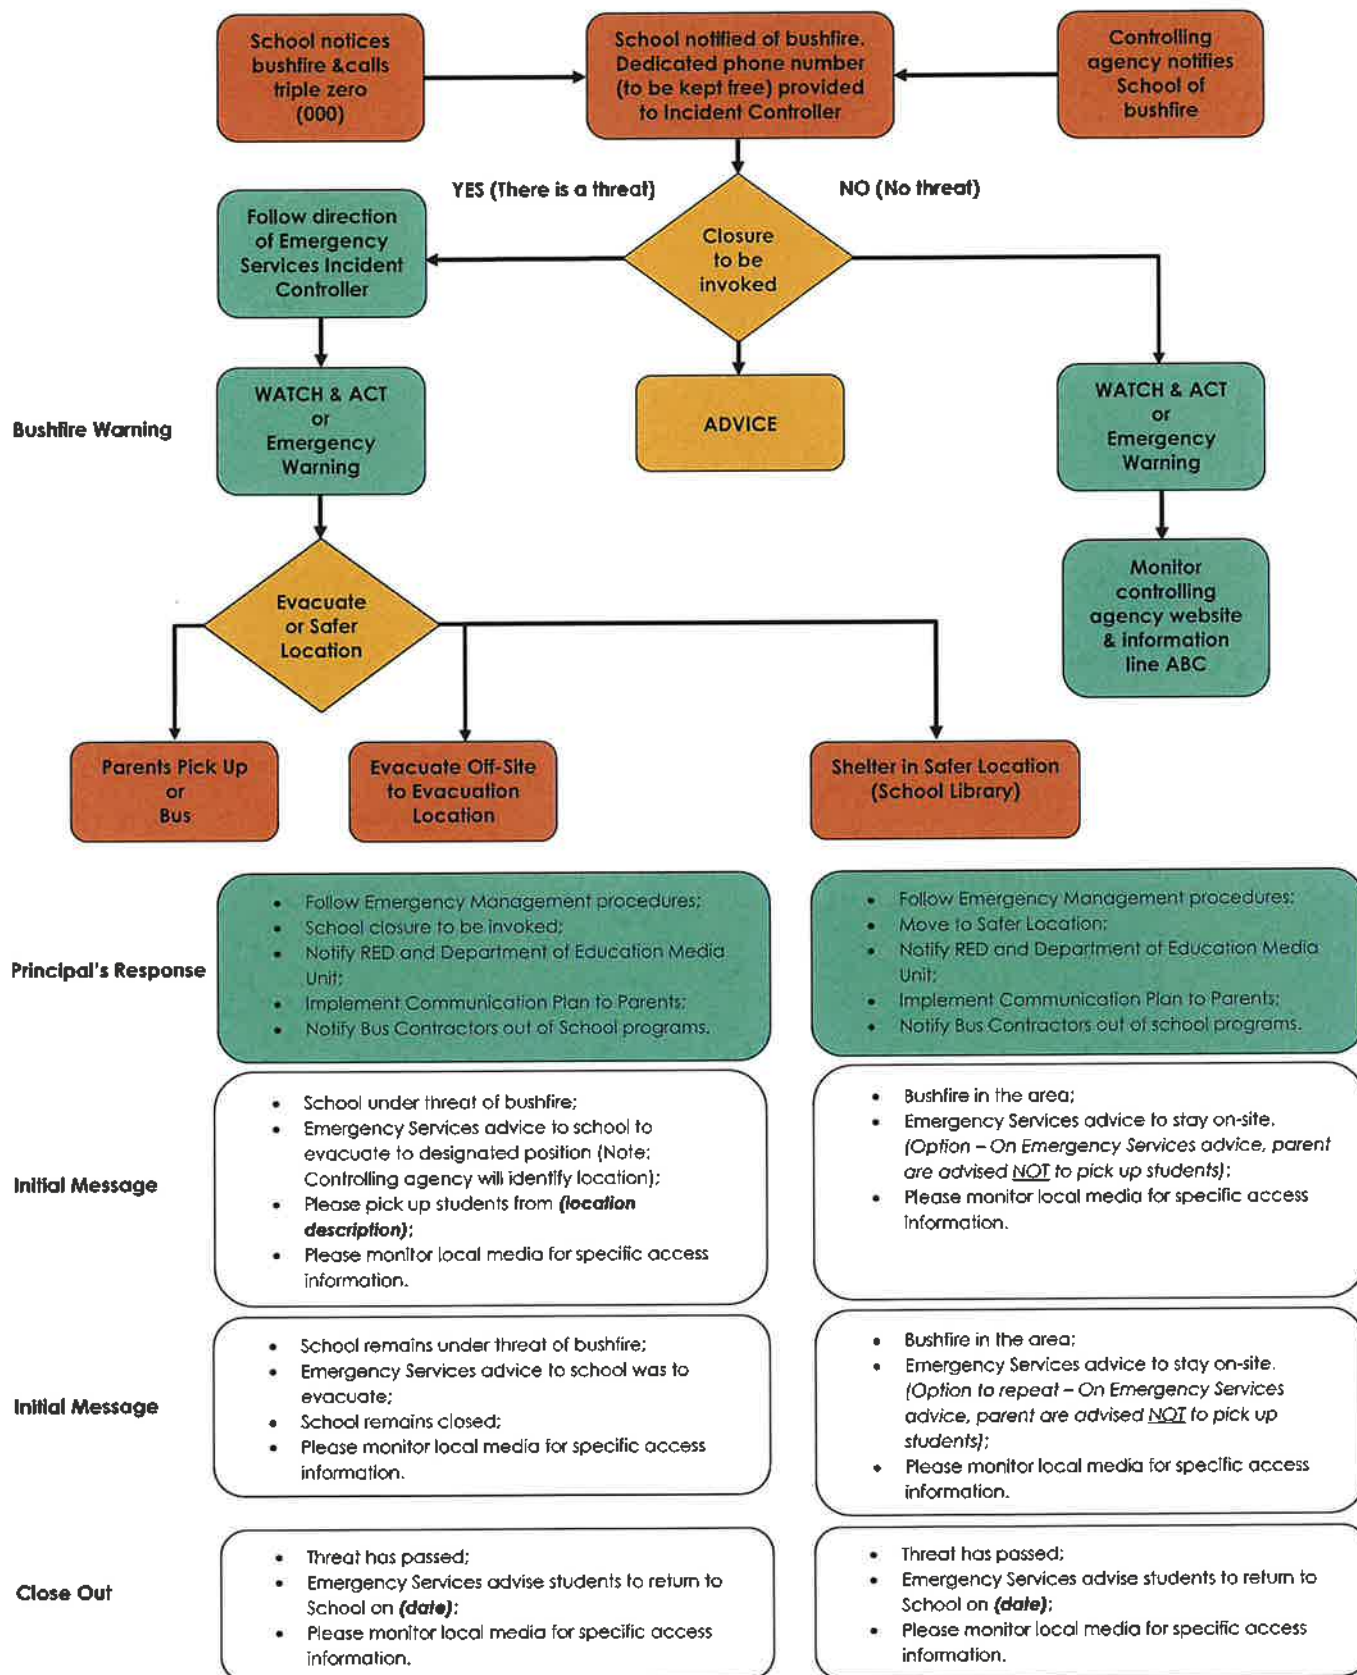 School notices
bushfire &calls
triple zero
(000)
School notified of bushfire.
Dedicated phone number
(to be kept free) provided
to Incident Controller
Controlling
agency notifies
School of
bushfire
YES (There is a threat)
NO (No threat)
Follow direction
of Emergency
Services Incident
Controller
Closure
to be
invoked
Bushfire Warning
WATCH & ACT
or
Emergency
Warning
ADVICE
WATCH & ACT
or
Emergency
Warning
Evacuate
or Safer
Location
Monitor
controlling
agency website
& information
line ABC
Parents Pick Up
or
Bus
Evacuate Off-Site
to Evacuation
Location
Shelter in Safer Location
(School Library)
Principal's Response
• Follow Emergency Management procedures;
• School closure to be invoked;
• Notify RED and Department of Education Media
Unit;
• Implement Communication Plan to Parents;
• Notify Bus Contractors out of School programs.
• Follow Emergency Management procedures;
• Move to Safer Location;
• Notify RED and Department of Education Media
Unit;
• Implement Communication Plan to Parents;
• Notify Bus Contractors out of school programs.
Initial Message
• School under threat of bushfire;
• Emergency Services advice to school to
evacuate to designated position (Note:
Controlling agency will identify location);
• Please pick up students from (location
description);
• Please monitor local media for specific access
information.
• Bushfire in the area;
• Emergency Services advice to stay on-site.
(Option – On Emergency Services advice, parent
are advised NOT to pick up students);
• Please monitor local media for specific access
information.
Initial Message
• School remains under threat of bushfire;
• Emergency Services advice to school was to
evacuate;
• School remains closed;
• Please monitor local media for specific access
information.
• Bushfire in the area;
• Emergency Services advice to stay on-site.
(Option to repeat – On Emergency Services
advice, parent are advised NOT to pick up
students);
• Please monitor local media for specific access
information.
Close Out
• Threat has passed;
• Emergency Services advise students to return to
School on (date);
• Please monitor local media for specific access
information.
• Threat has passed;
• Emergency Services advise students to return to
School on (date);
• Please monitor local media for specific access
information.